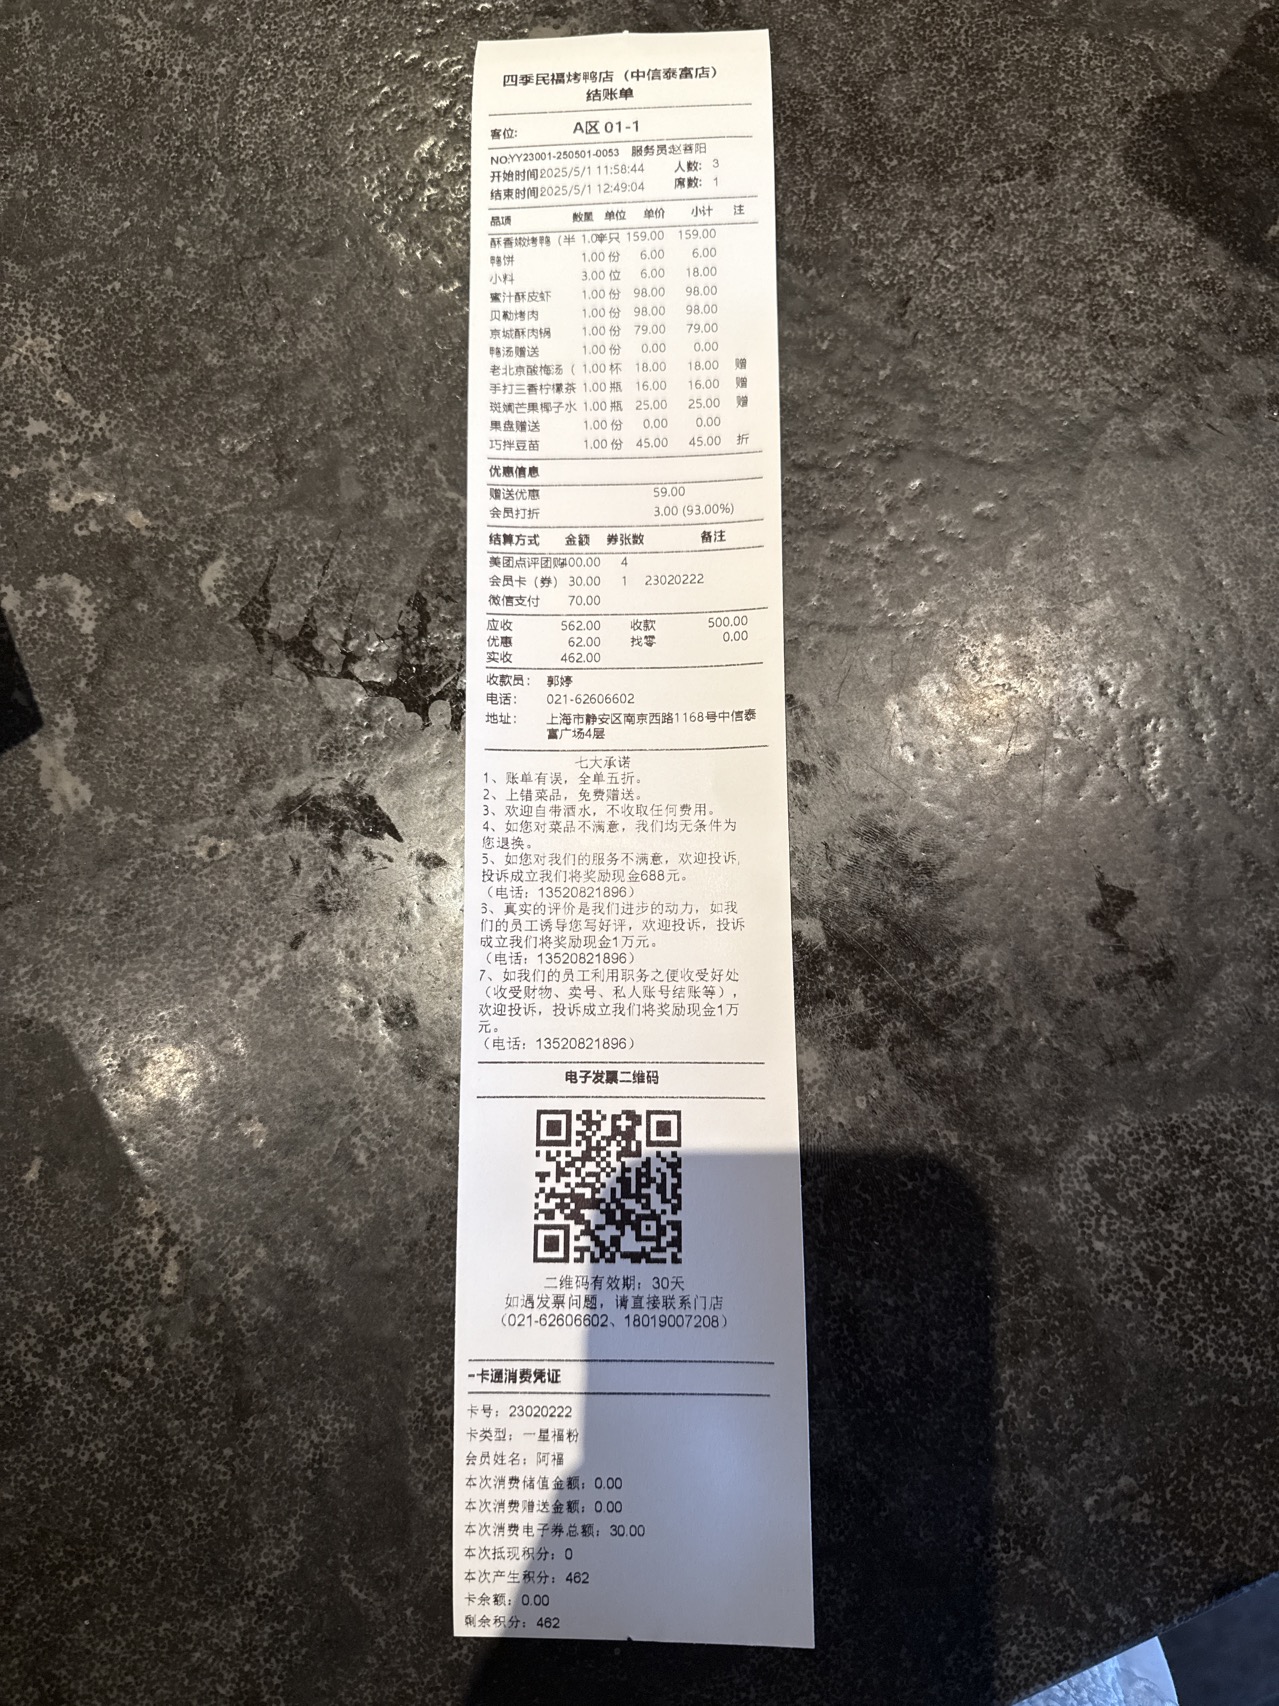 四季民福烤鸭店（中信泰富店）
结账单
客位: A区 01-1
NO:YY23001-250501-0053 服务员:赵春阳
开始时间2025/5/1 11:58:44 人数: 3
结束时间2025/5/1 12:49:04 席数: 1
品项 数量 单位 单价 小计 注
酥香嫩烤鸭（半 1.00 半只 159.00 159.00
鸭饼 1.00 份 6.00 6.00
小料 3.00 位 6.00 18.00
蜜汁酥皮虾 1.00 份 98.00 98.00
贝勒烤肉 1.00 份 98.00 98.00
京城酥肉锅 1.00 份 79.00 79.00
鸭汤赠送 1.00 份 0.00 0.00
老北京酸梅汤（ 1.00 杯 18.00 18.00 赠
手打三香柠檬茶 1.00 瓶 16.00 16.00 赠
斑斓芒果椰子水 1.00 瓶 25.00 25.00 赠
果盘赠送 1.00 份 0.00 0.00
巧拌豆苗 1.00 份 45.00 45.00 折
优惠信息
赠送优惠 59.00
会员打折 3.00 (93.00%)
结算方式 金额 券张数 备注
美团点评团购400.00 4
会员卡（券） 30.00 1 23020222
微信支付 70.00
应收 562.00 收款 500.00
优惠 62.00 找零 0.00
实收 462.00
收款员: 郭婷
电话: 021-62606602
地址: 上海市静安区南京西路1168号中信泰
富广场4层
七大承诺
1、账单有误，全单五折。
2、上错菜品，免费赠送。
3、欢迎自带酒水，不收取任何费用。
4、如您对菜品不满意，我们均无条件为
您退换。
5、如您对我们的服务不满意，欢迎投诉,
投诉成立我们将奖励现金688元。
（电话：13520821896）
6、真实的评价是我们进步的动力，如我
们的员工诱导您写好评，欢迎投诉，投诉
成立我们将奖励现金1万元。
（电话：13520821896）
7、如我们的员工利用职务之便收受好处
（收受财物、卖号、私人账号结账等），
欢迎投诉，投诉成立我们将奖励现金1万
元。
（电话：13520821896）
电子发票二维码
二维码有效期：30天
如遇发票问题，请直接联系门店
（021-62606602、18019007208）
一卡通消费凭证
卡号：23020222
卡类型：一星福粉
会员姓名：阿福
本次消费储值金额：0.00
本次消费赠送金额：0.00
本次消费电子券总额：30.00
本次抵现积分：0
本次产生积分：462
卡余额：0.00
剩余积分：462